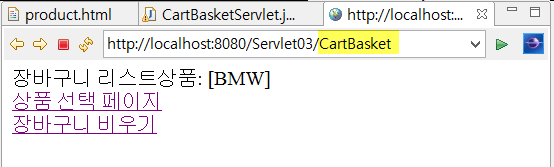 product.html
CartBasketServlet.j...
http://localhost:...
http://localhost:8080/Servlet03/CartBasket
장바구니 리스트상품: [BMW]
상품 선택 페이지
장바구니 비우기